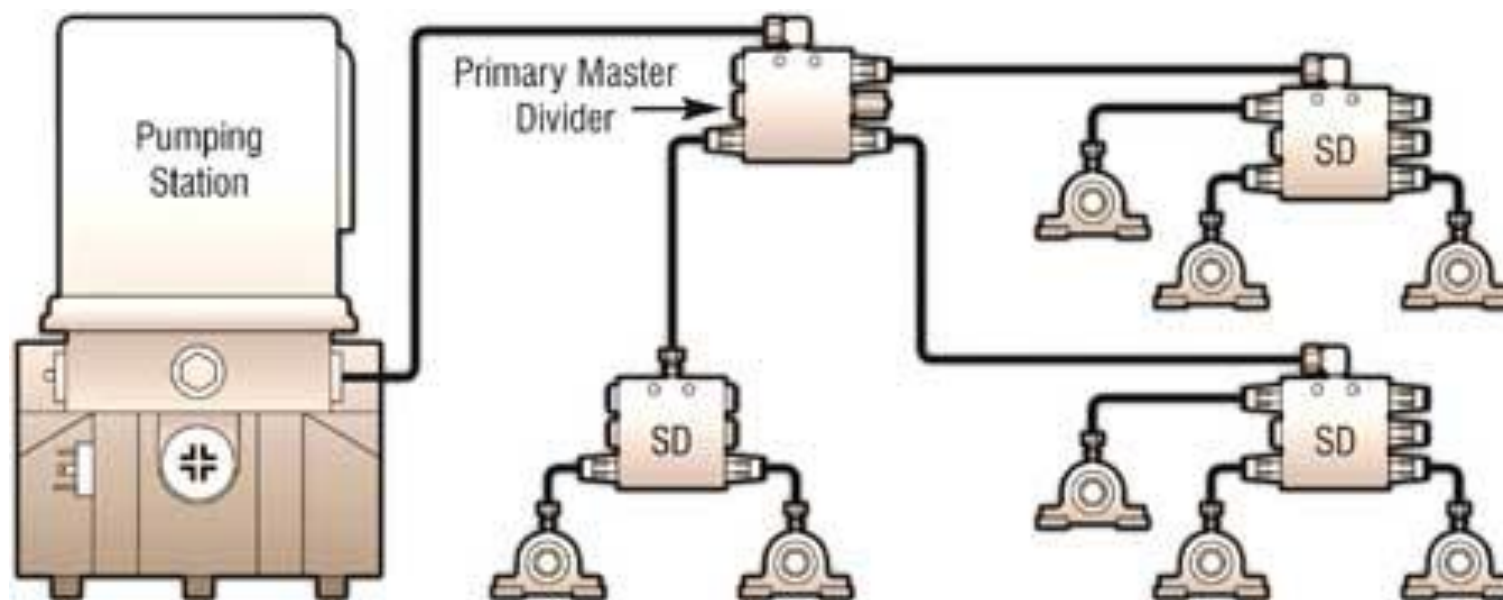 Pumping
Station
Primary Master
Divider
SD
SD
SD